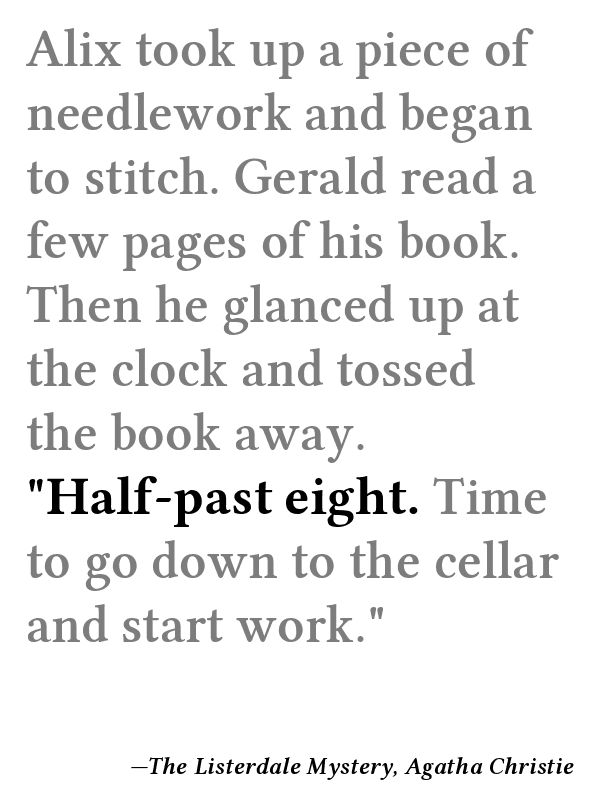 Alix took up a piece of
needlework and began
to stitch. Gerald read a
few pages of his book.
Then he glanced up at
the clock and tossed
the book away.
"Half-past eight. Time
to go down to the cellar
and start work."
—The Listerdale Mystery, Agatha Christie